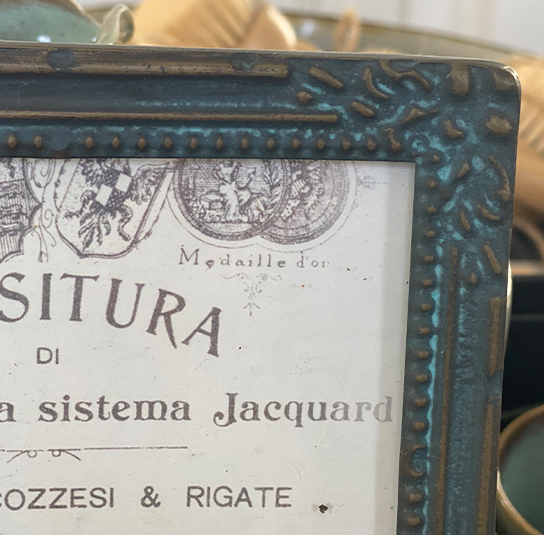 Medaille d'or
SITURA
DI
a sistema Jacquard
COZZESI & RIGATE